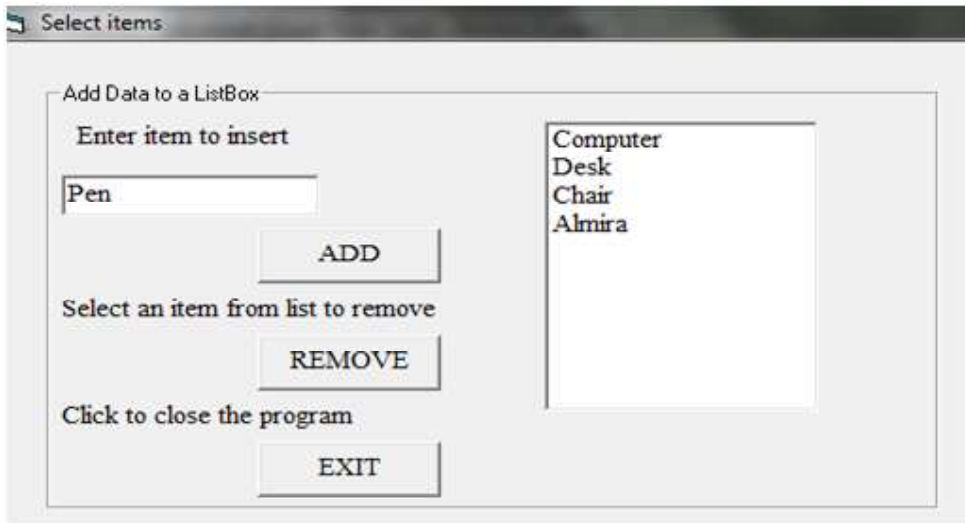 Select items
Add Data to a ListBox
Enter item to insert
Pen
ADD
Select an item from list to remove
REMOVE
Click to close the program
EXIT
Computer
Desk
Chair
Almira